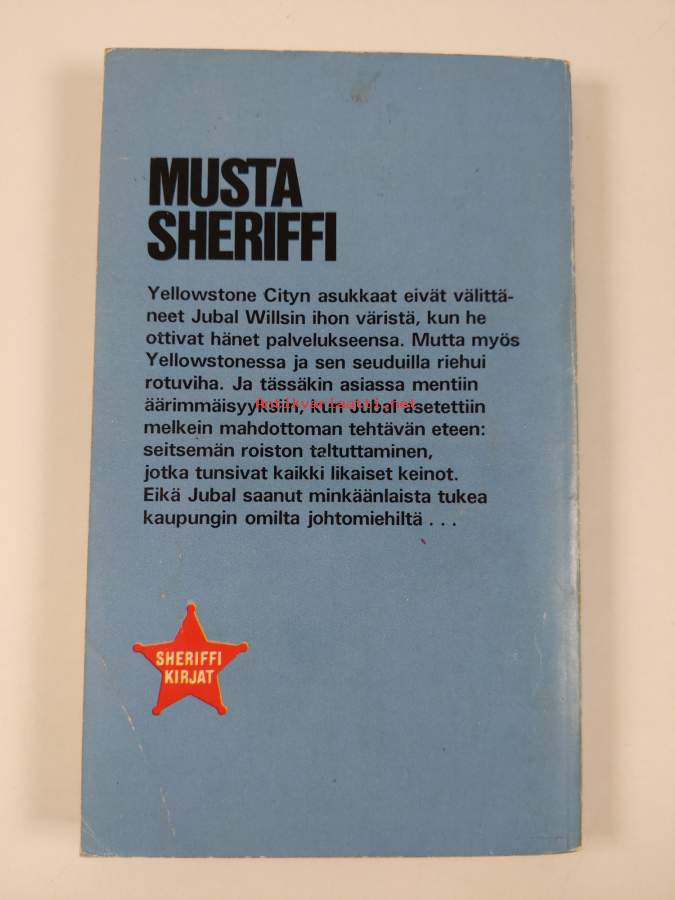 MUSTA
SHERIFFI
Yellowstone Cityn asukkaat eivät välittä-
neet Jubal Willsin ihon väristä, kun he
ottivat hänet palvelukseensa. Mutta myös
Yellowstonessa ja sen seuduilla riehui
rotuviha. Ja tässäkin asiassa mentiin
äärimmäisyyksiin, kun Jubal asetettiin
antikvariaatti.net
melkein mahdottoman tehtävän eteen:
seitsemän roiston taltuttaminen,
jotka tunsivat kaikki likaiset keinot.
Eikä Jubal saanut minkäänlaista tukea
kaupungin omilta johtomiehiltä . . .
SHERIFFI
KIRJAT